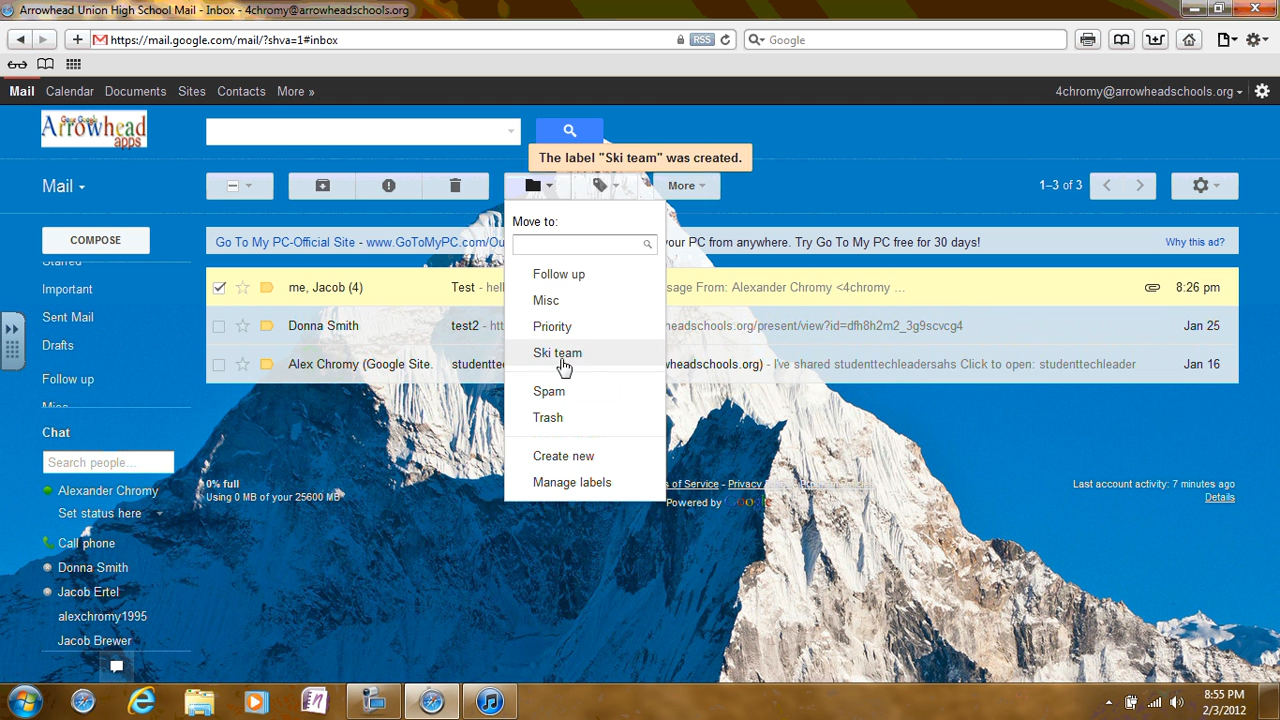 Arrowhead Union High School Mail - Inbox - 4chromy@arrowheadschools.org
https://mail.google.com/mail/?shva=1#inbox
RSS
Google
Mail Calendar Documents Sites Contacts More »
4chromy@arrowheadschools.org
Arrowhead
apps
The label "Ski team" was created.
Mail
More
1–3 of 3
Move to:
COMPOSE
Go To My PC-Official Site - www.GoToMyPC.com/Ou
your PC from anywhere. Try Go To My PC free for 30 days!
Why this ad?
Starred
Important
Sent Mail
Drafts
Follow up
Misc
me, Jacob (4) Test - hell
sage From: Alexander Chromy <4chromy ...
8:26 pm
Donna Smith test2 - htt
headschools.org/present/view?id=dfh8h2m2_3g9scvcg4
Jan 25
Alex Chromy (Google Site. studentte
wheadschools.org) - I've shared studenttechleadersahs Click to open: studenttechleader
Jan 16
Follow up
Misc
Priority
Ski team
Spam
Trash
Create new
Manage labels
Chat
Search people...
Alexander Chromy
Set status here
Call phone
Donna Smith
Jacob Ertel
alexchromy1995
Jacob Brewer
0% full
Using 0 MB of your 25600 MB
s of Service - Privacy
Powered by Google
Last account activity: 7 minutes ago
Details
8:55 PM
2/3/2012